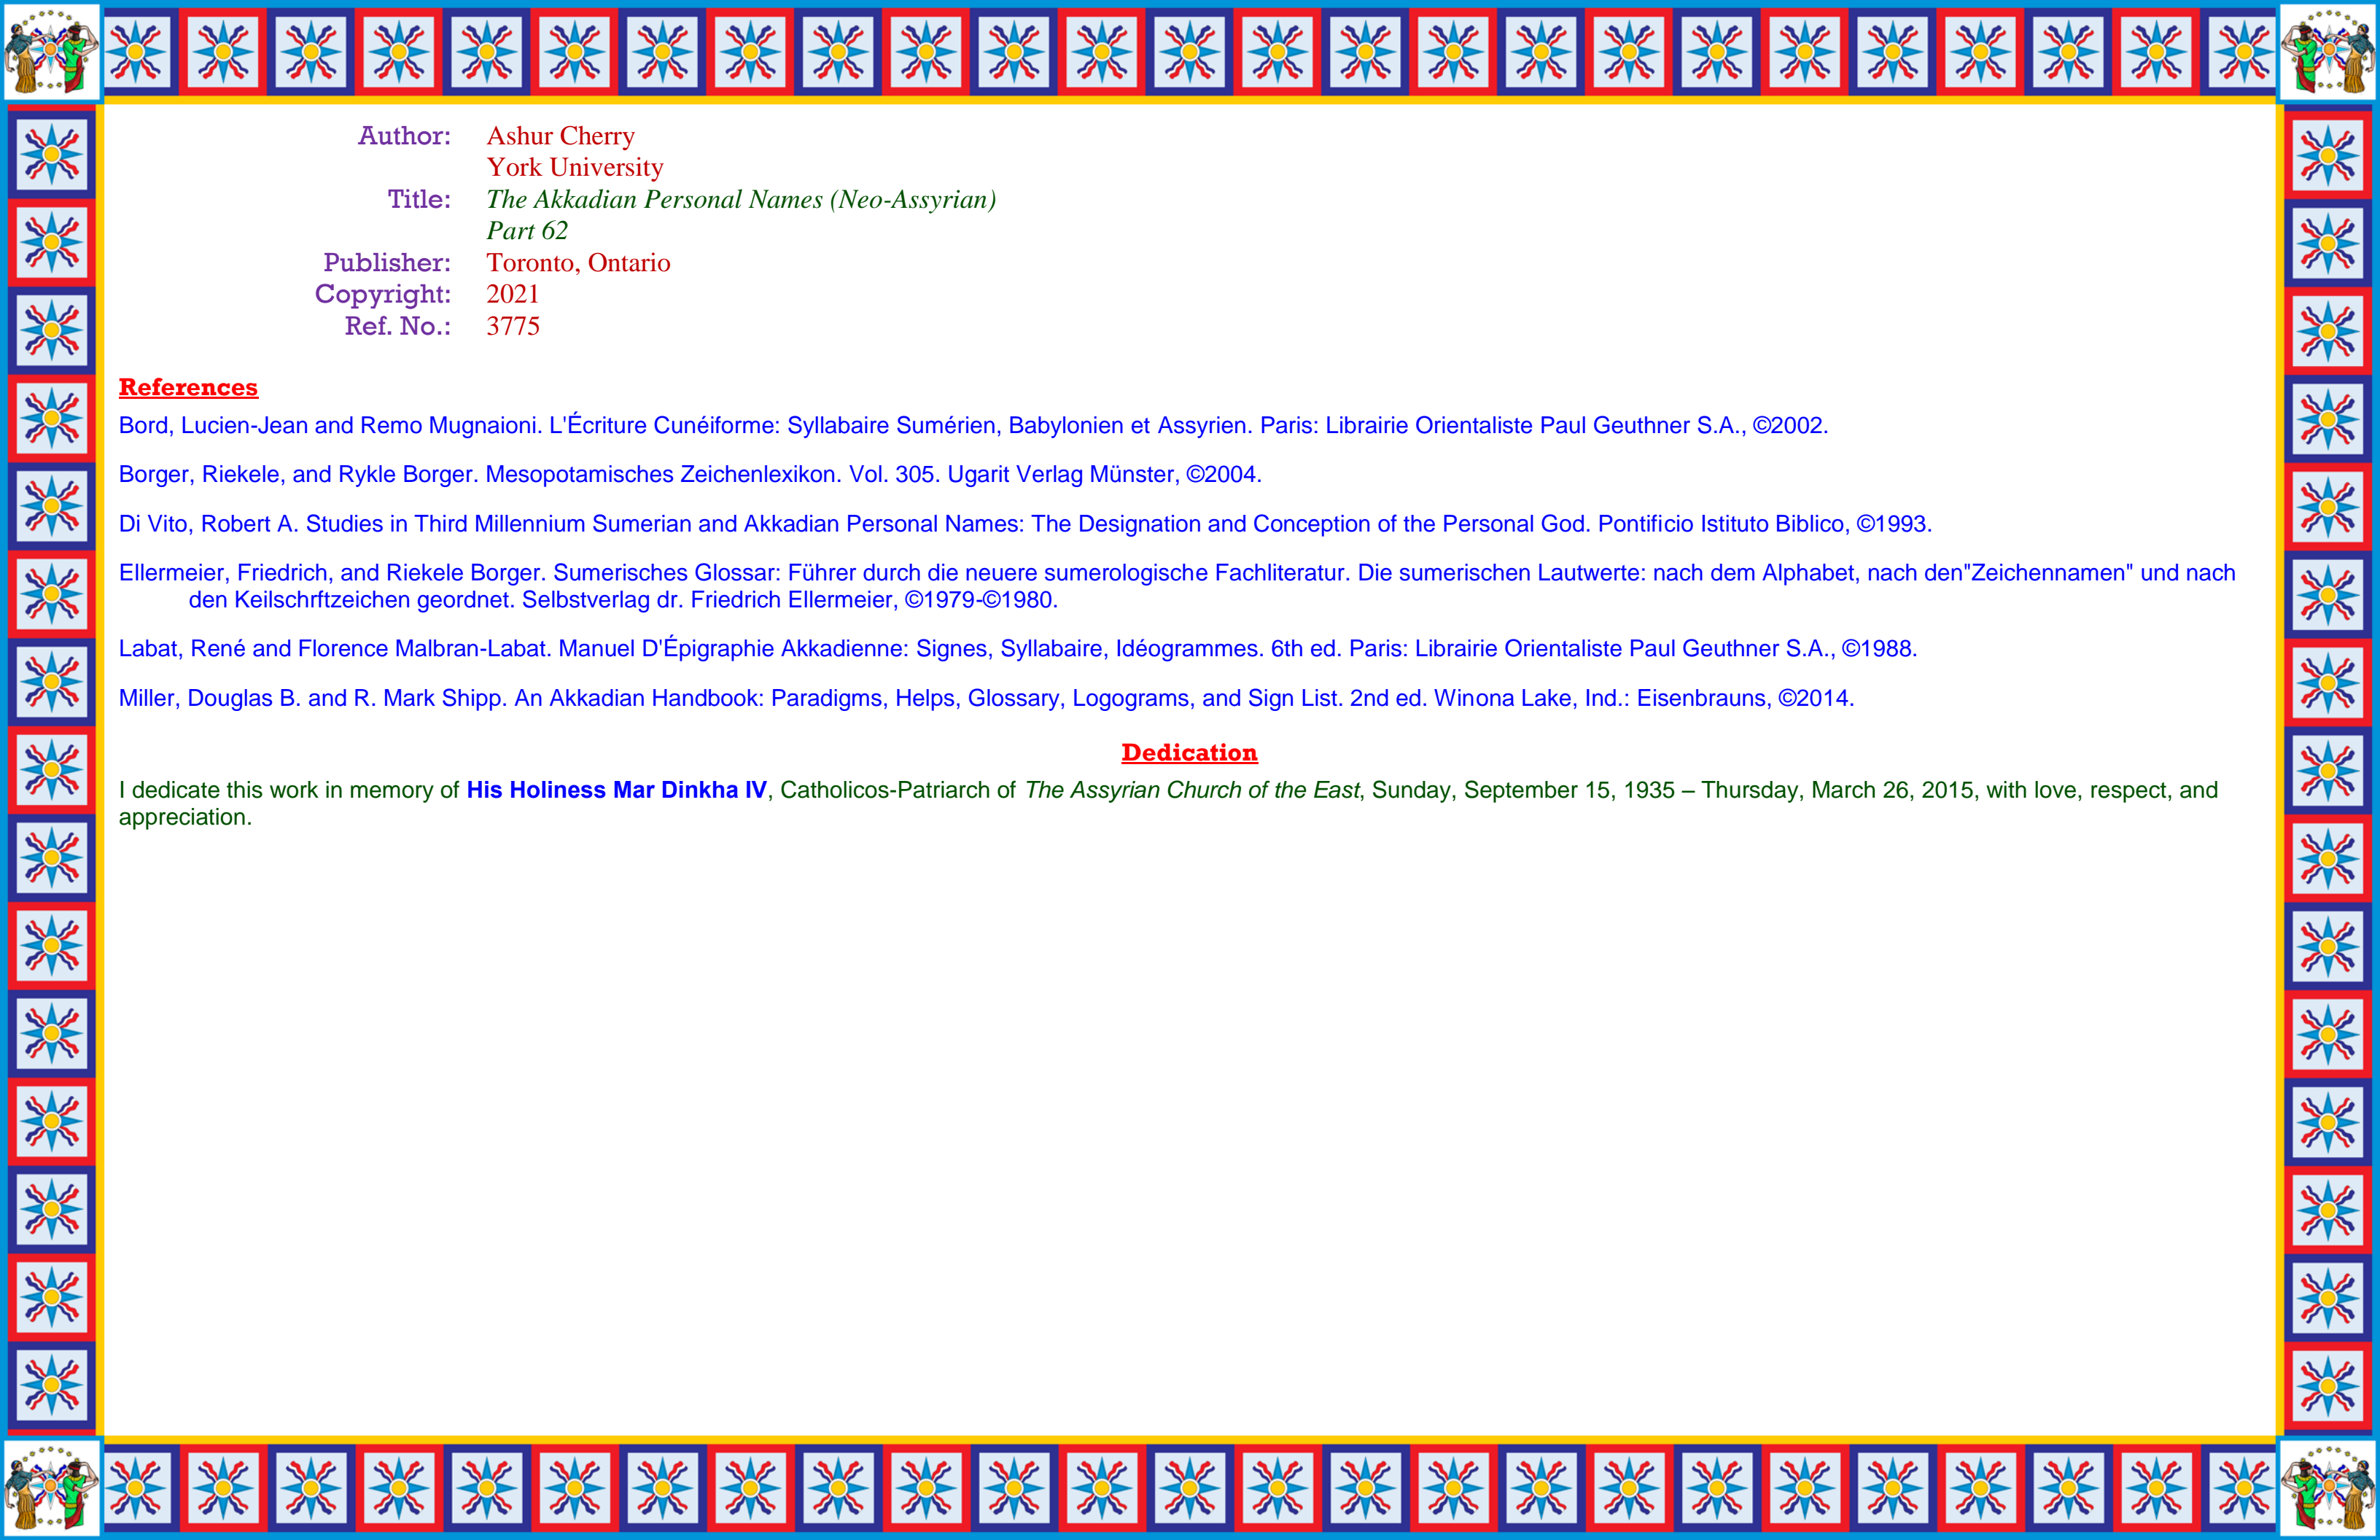 Author: Ashur Cherry
York University
Title: The Akkadian Personal Names (Neo-Assyrian)
Part 62
Publisher: Toronto, Ontario
Copyright: 2021
Ref. No.: 3775
References
Bord, Lucien-Jean and Remo Mugnaioni. L'Écriture Cunéiforme: Syllabaire Sumérien, Babylonien et Assyrien. Paris: Librairie Orientaliste Paul Geuthner S.A., ©2002.
Borger, Riekele, and Rykle Borger. Mesopotamisches Zeichenlexikon. Vol. 305. Ugarit Verlag Münster, ©2004.
Di Vito, Robert A. Studies in Third Millennium Sumerian and Akkadian Personal Names: The Designation and Conception of the Personal God. Pontificio Istituto Biblico, ©1993.
Ellermeier, Friedrich, and Riekele Borger. Sumerisches Glossar: Führer durch die neuere sumerologische Fachliteratur. Die sumerischen Lautwerte: nach dem Alphabet, nach den"Zeichennamen" und nach
den Keilschrftzeichen geordnet. Selbstverlag dr. Friedrich Ellermeier, ©1979-©1980.
Labat, René and Florence Malbran-Labat. Manuel D'Épigraphie Akkadienne: Signes, Syllabaire, Idéogrammes. 6th ed. Paris: Librairie Orientaliste Paul Geuthner S.A., ©1988.
Miller, Douglas B. and R. Mark Shipp. An Akkadian Handbook: Paradigms, Helps, Glossary, Logograms, and Sign List. 2nd ed. Winona Lake, Ind.: Eisenbrauns, ©2014.
Dedication
I dedicate this work in memory of His Holiness Mar Dinkha IV, Catholicos-Patriarch of The Assyrian Church of the East, Sunday, September 15, 1935 – Thursday, March 26, 2015, with love, respect, and
appreciation.